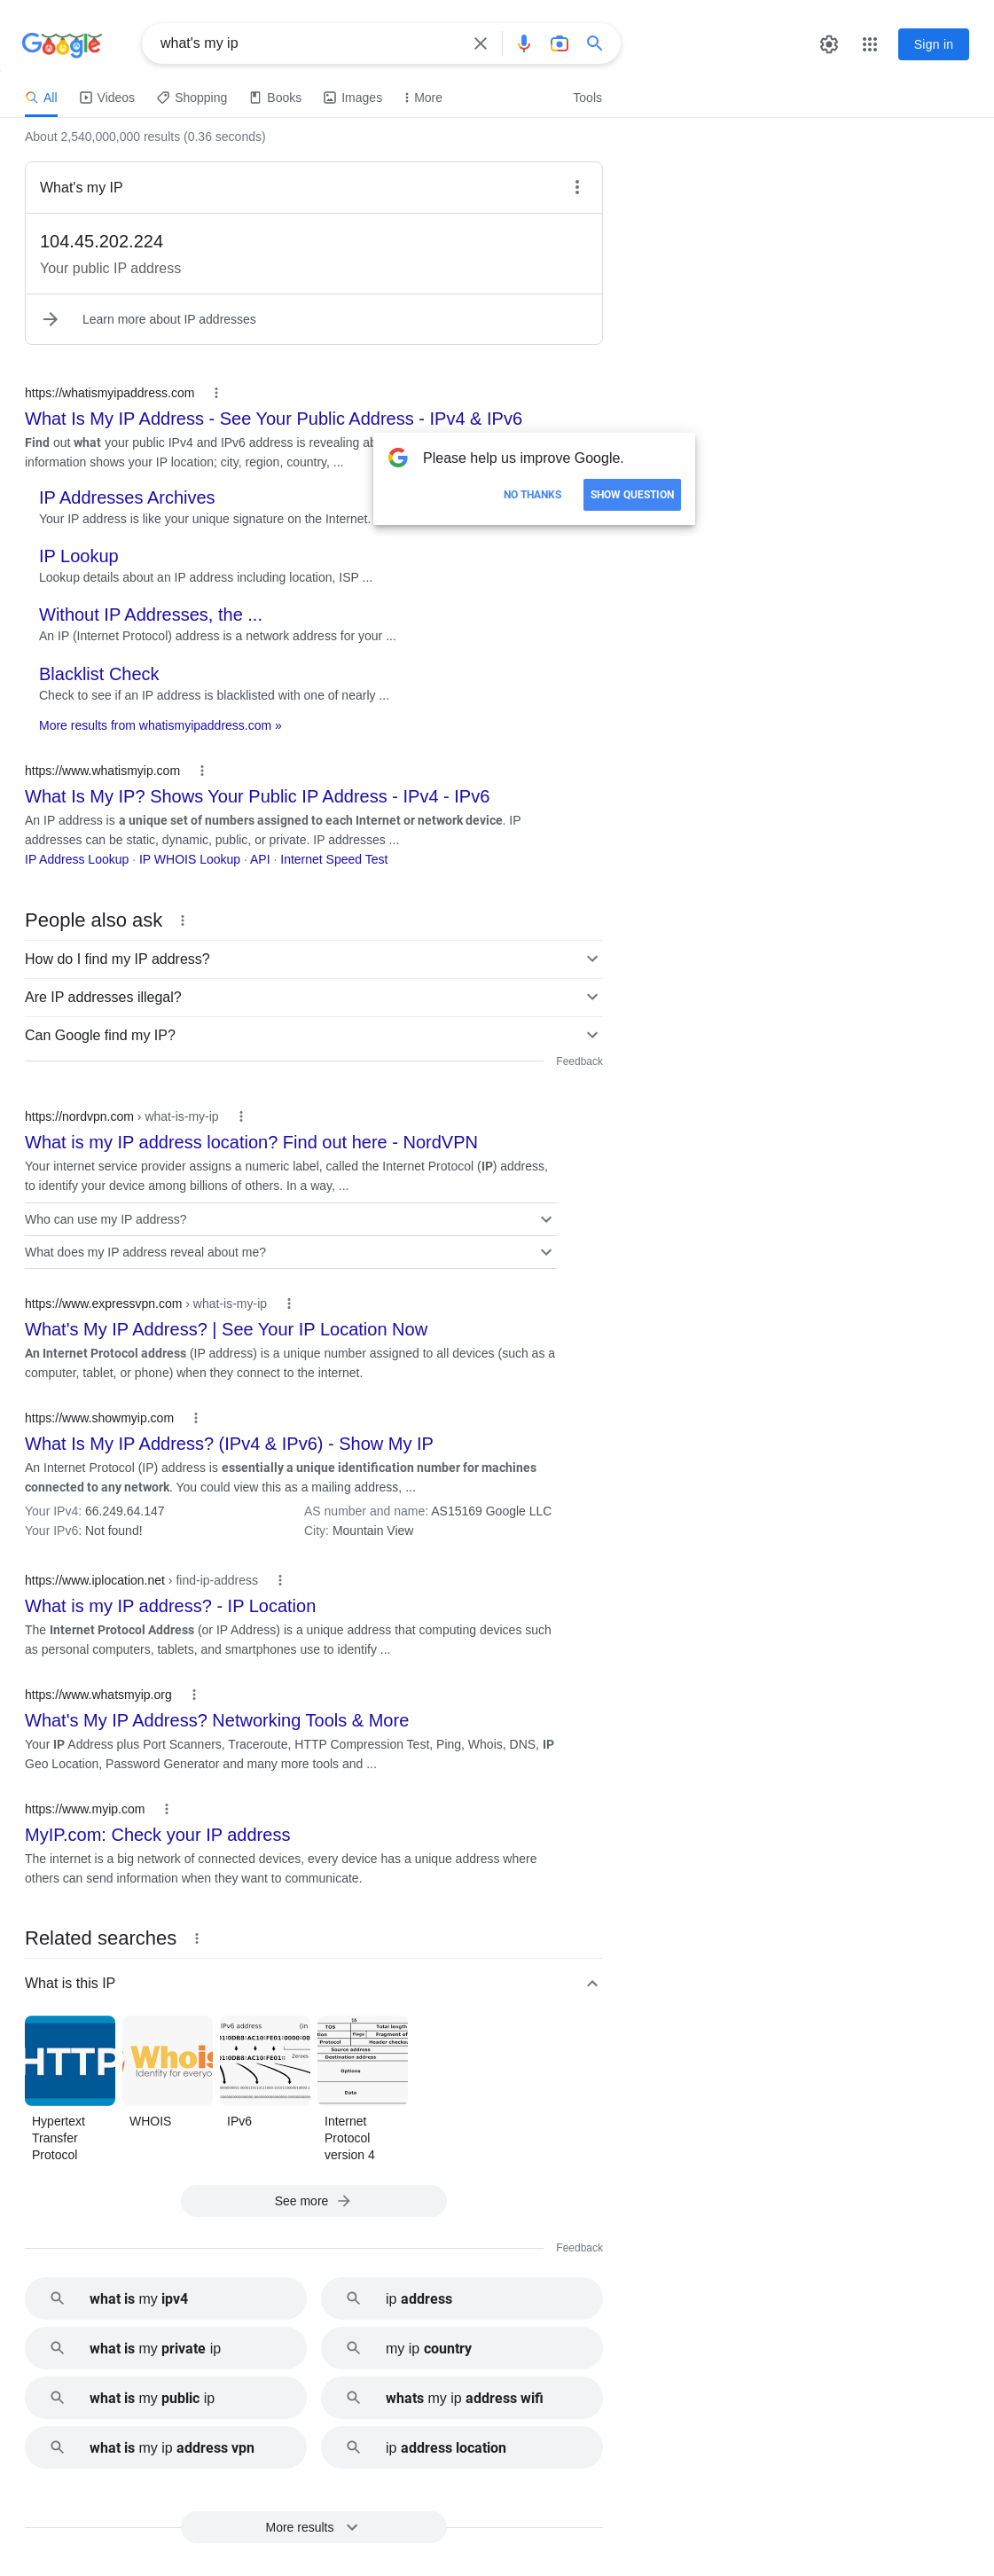 Google
what's my ip
Sign in
All
Videos
Shopping
Books
Images
More
Tools
About 2,540,000,000 results (0.36 seconds)
What's my IP
104.45.202.224
Your public IP address
Learn more about IP addresses
https://whatismyipaddress.com
What Is My IP Address - See Your Public Address - IPv4 & IPv6
Find out what your public IPv4 and IPv6 address is revealing
information shows your IP location; city, region, country, ...
Please help us improve Google.
NO THANKS
SHOW QUESTION
IP Addresses Archives
Your IP address is like your unique signature on the Internet.
IP Lookup
Lookup details about an IP address including location, ISP ...
Without IP Addresses, the ...
An IP (Internet Protocol) address is a network address for your ...
Blacklist Check
Check to see if an IP address is blacklisted with one of nearly ...
More results from whatismyipaddress.com »
https://www.whatismyip.com
What Is My IP? Shows Your Public IP Address - IPv4 - IPv6
An IP address is a unique set of numbers assigned to each Internet or network device. IP
addresses can be static, dynamic, public, or private. IP addresses ...
IP Address Lookup · IP WHOIS Lookup · API · Internet Speed Test
People also ask
How do I find my IP address?
Are IP addresses illegal?
Can Google find my IP?
Feedback
https://nordvpn.com › what-is-my-ip
What is my IP address location? Find out here - NordVPN
Your internet service provider assigns a numeric label, called the Internet Protocol (IP) address,
to identify your device among billions of others. In a way, ...
Who can use my IP address?
What does my IP address reveal about me?
https://www.expressvpn.com › what-is-my-ip
What's My IP Address? | See Your IP Location Now
An Internet Protocol address (IP address) is a unique number assigned to all devices (such as a
computer, tablet, or phone) when they connect to the internet.
https://www.showmyip.com
What Is My IP Address? (IPv4 & IPv6) - Show My IP
An Internet Protocol (IP) address is essentially a unique identification number for machines
connected to any network. You could view this as a mailing address, ...
Your IPv4: 66.249.64.147
AS number and name: AS15169 Google LLC
Your IPv6: Not found!
City: Mountain View
https://www.iplocation.net › find-ip-address
What is my IP address? - IP Location
The Internet Protocol Address (or IP Address) is a unique address that computing devices such
as personal computers, tablets, and smartphones use to identify ...
https://www.whatsmyip.org
What's My IP Address? Networking Tools & More
Your IP Address plus Port Scanners, Traceroute, HTTP Compression Test, Ping, Whois, DNS, IP
Geo Location, Password Generator and many more tools and ...
https://www.myip.com
MyIP.com: Check your IP address
The internet is a big network of connected devices, every device has a unique address where
others can send information when they want to communicate.
Related searches
What is this IP
HTTP
Whois
Identity for everyo
IPv6 address (in
Zeroes
16
TOS
Total length
Flags
Fragment of
Protocol
Header checksu
Source address
Destination address
Options
Data
Hypertext
Transfer
Protocol
WHOIS
IPv6
Internet
Protocol
version 4
See more
Feedback
what is my ipv4
ip address
what is my private ip
my ip country
what is my public ip
whats my ip address wifi
what is my ip address vpn
ip address location
More results